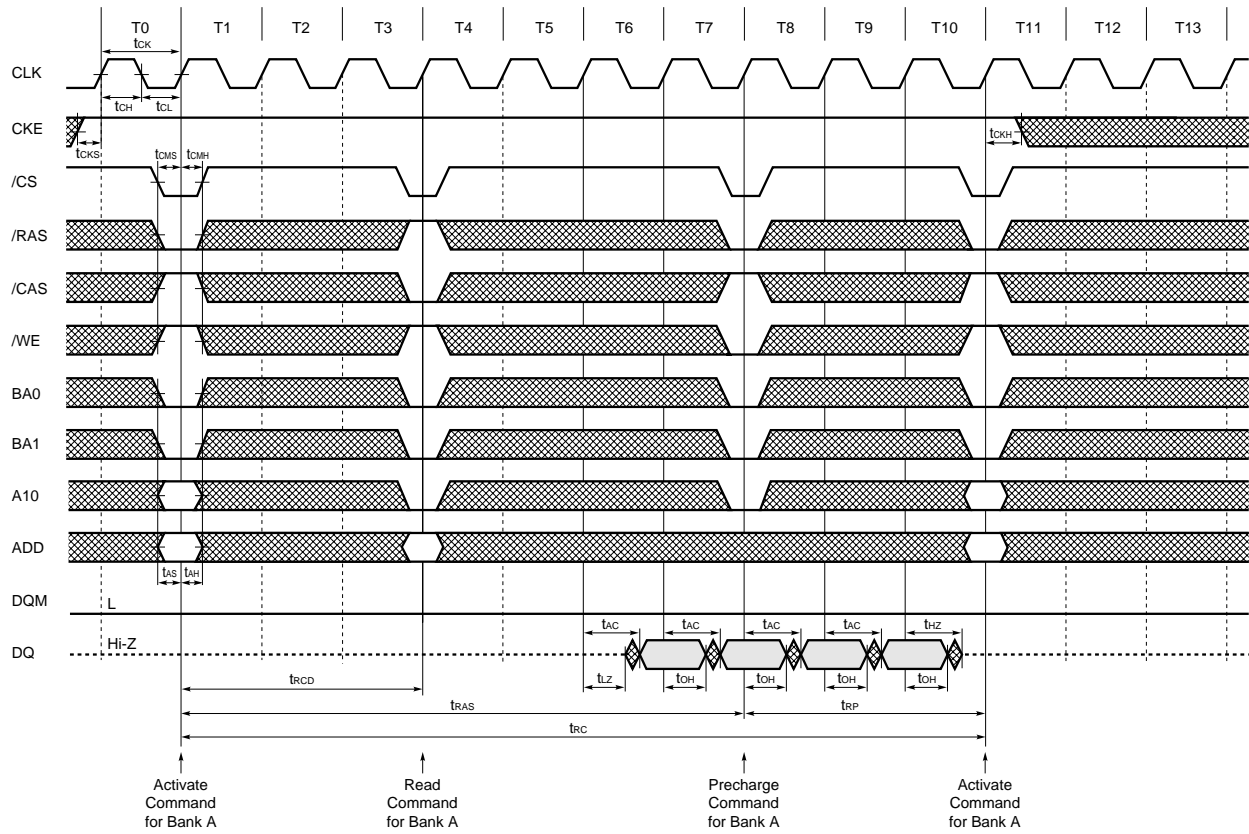 T0 T1 T2 T3 T4 T5 T6 T7 T8 T9 T10 T11 T12 T13
tCK
CLK
tCH tCL
CKE
tCKS tCMS tCMH tCKH
/CS
/RAS
/CAS
/WE
BA0
BA1
A10
ADD
tAS tAH
DQM L
tAC tAC tAC tAC tHZ
Hi-Z
DQ
tLZ tOH tOH tOH tOH
tRCD
tRAS tRP
tRC
Activate Read Precharge Activate
Command Command Command Command
for Bank A for Bank A for Bank A for Bank A